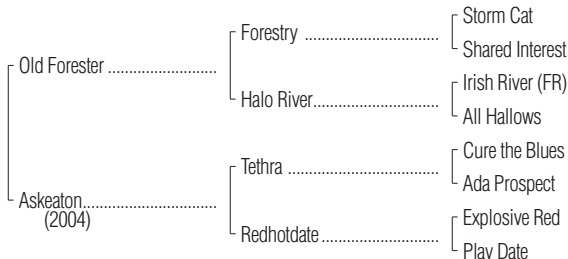 Storm Cat
Forestry ..................................
Shared Interest
Old Forester ...........................
Irish River (FR)
Halo River................................
All Hallows
Cure the Blues
Tethra ......................................
Ada Prospect
Askeaton..................................
(2004)
Explosive Red
Redhotdate..............................
Play Date